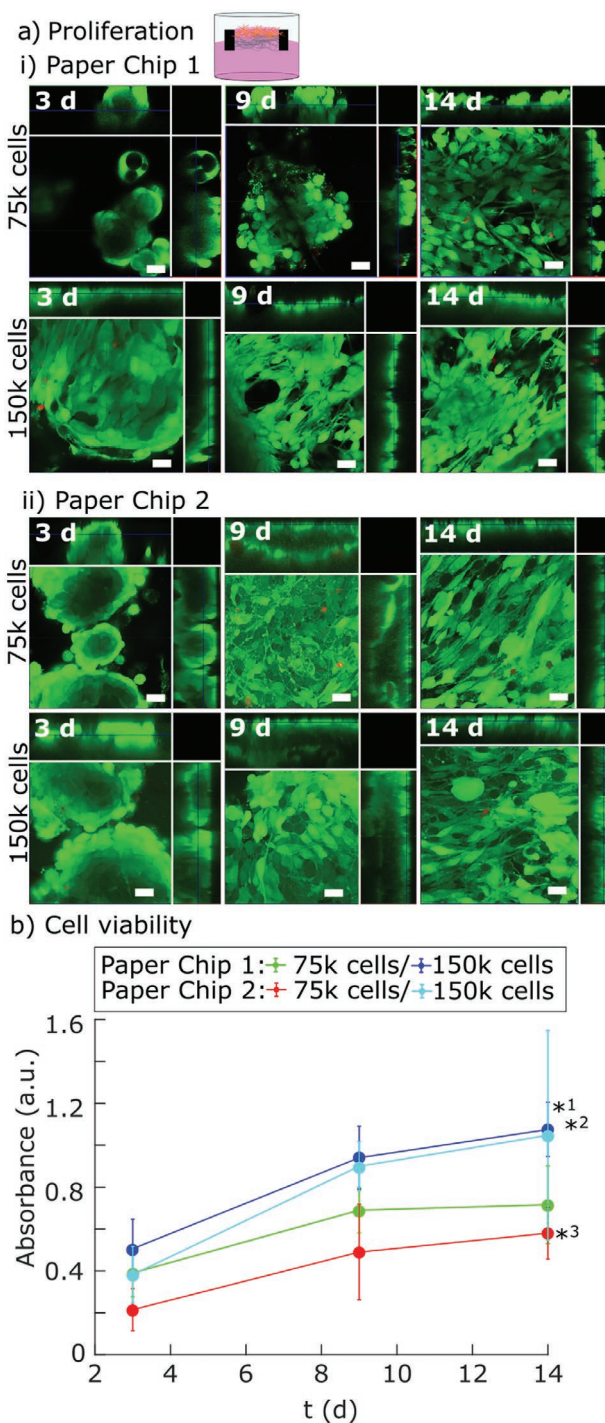 a) Proliferation
i) Paper Chip 1
75k cells
3 d
9 d
14 d
150k cells
3 d
9 d
14 d
ii) Paper Chip 2
75k cells
3 d
9 d
14 d
150k cells
3 d
9 d
14 d
b) Cell viability
Paper Chip 1: 75k cells/ 150k cells
Paper Chip 2: 75k cells/ 150k cells
Absorbance (a.u.)
1.6
1.2
0.8
0.4
0
*1
*2
*3
2 4 6 8 10 12 14
t (d)